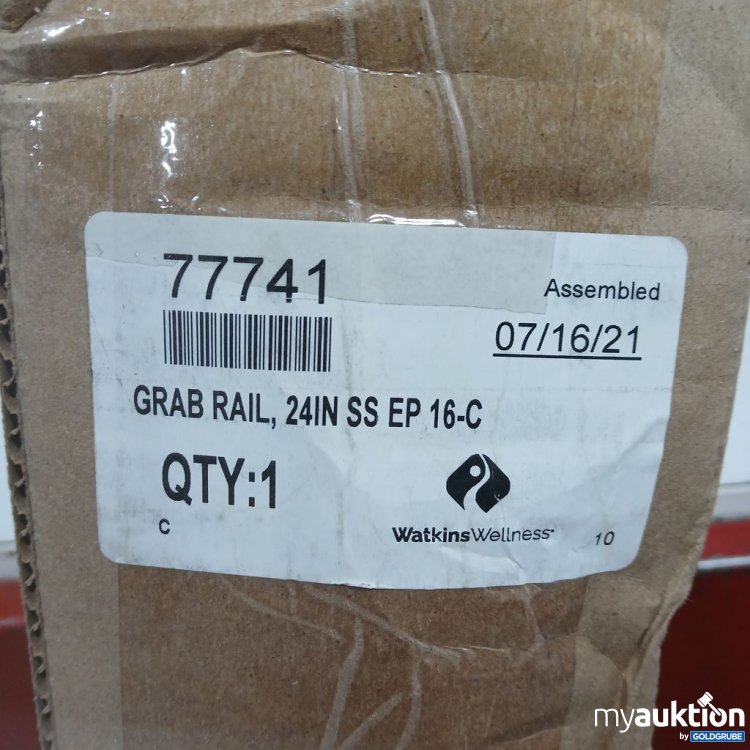 77741
Assembled
07/16/21
GRAB RAIL, 24IN SS EP 16-C
QTY:1
C
WatkinsWellness
10
myauktion
by GOLDGRUBE